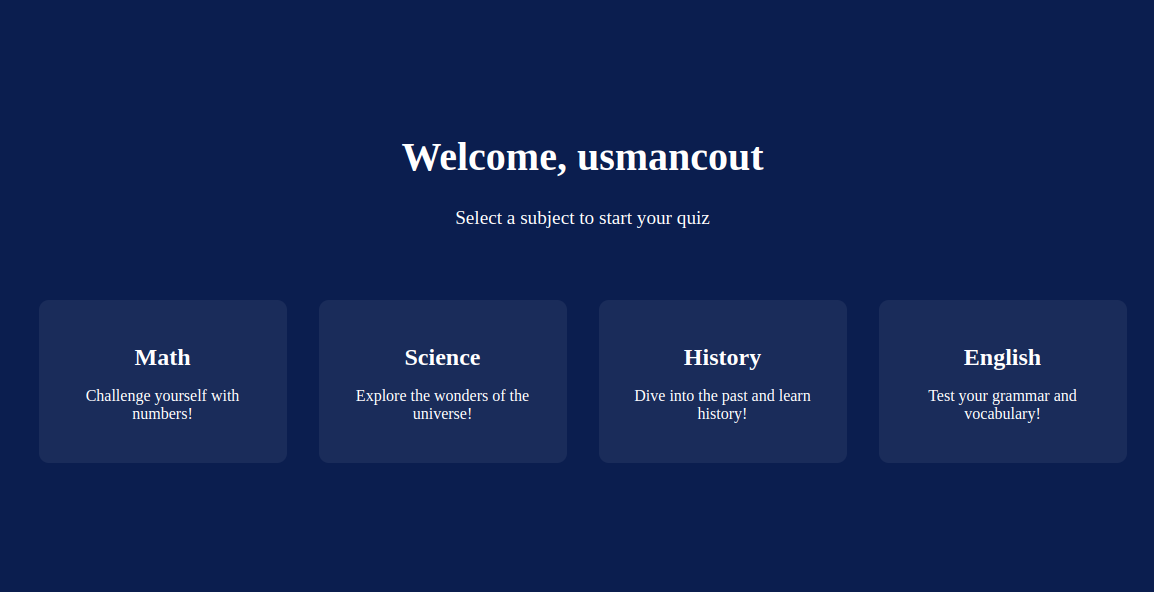 Welcome, usmancout
Select a subject to start your quiz
Math
Challenge yourself with
numbers!
Science
Explore the wonders of the
universe!
History
Dive into the past and learn
history!
English
Test your grammar and
vocabulary!